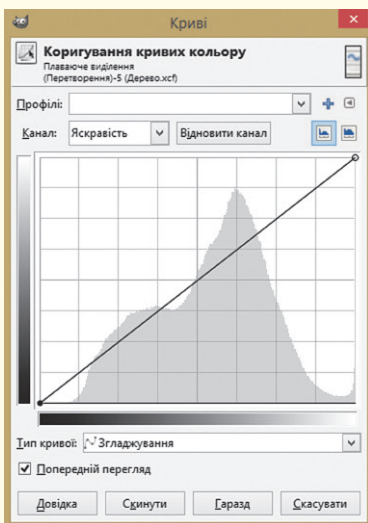 Криві
Коригування кривих кольору
Плаваюче виділення
(Перетворення)-5 (Дерево.xcf)
Профілі:
Канал: Яскравість Відновити канал
Тип кривої: Згладжування
Попередній перегляд
Довідка Скинути Гаразд Скасувати